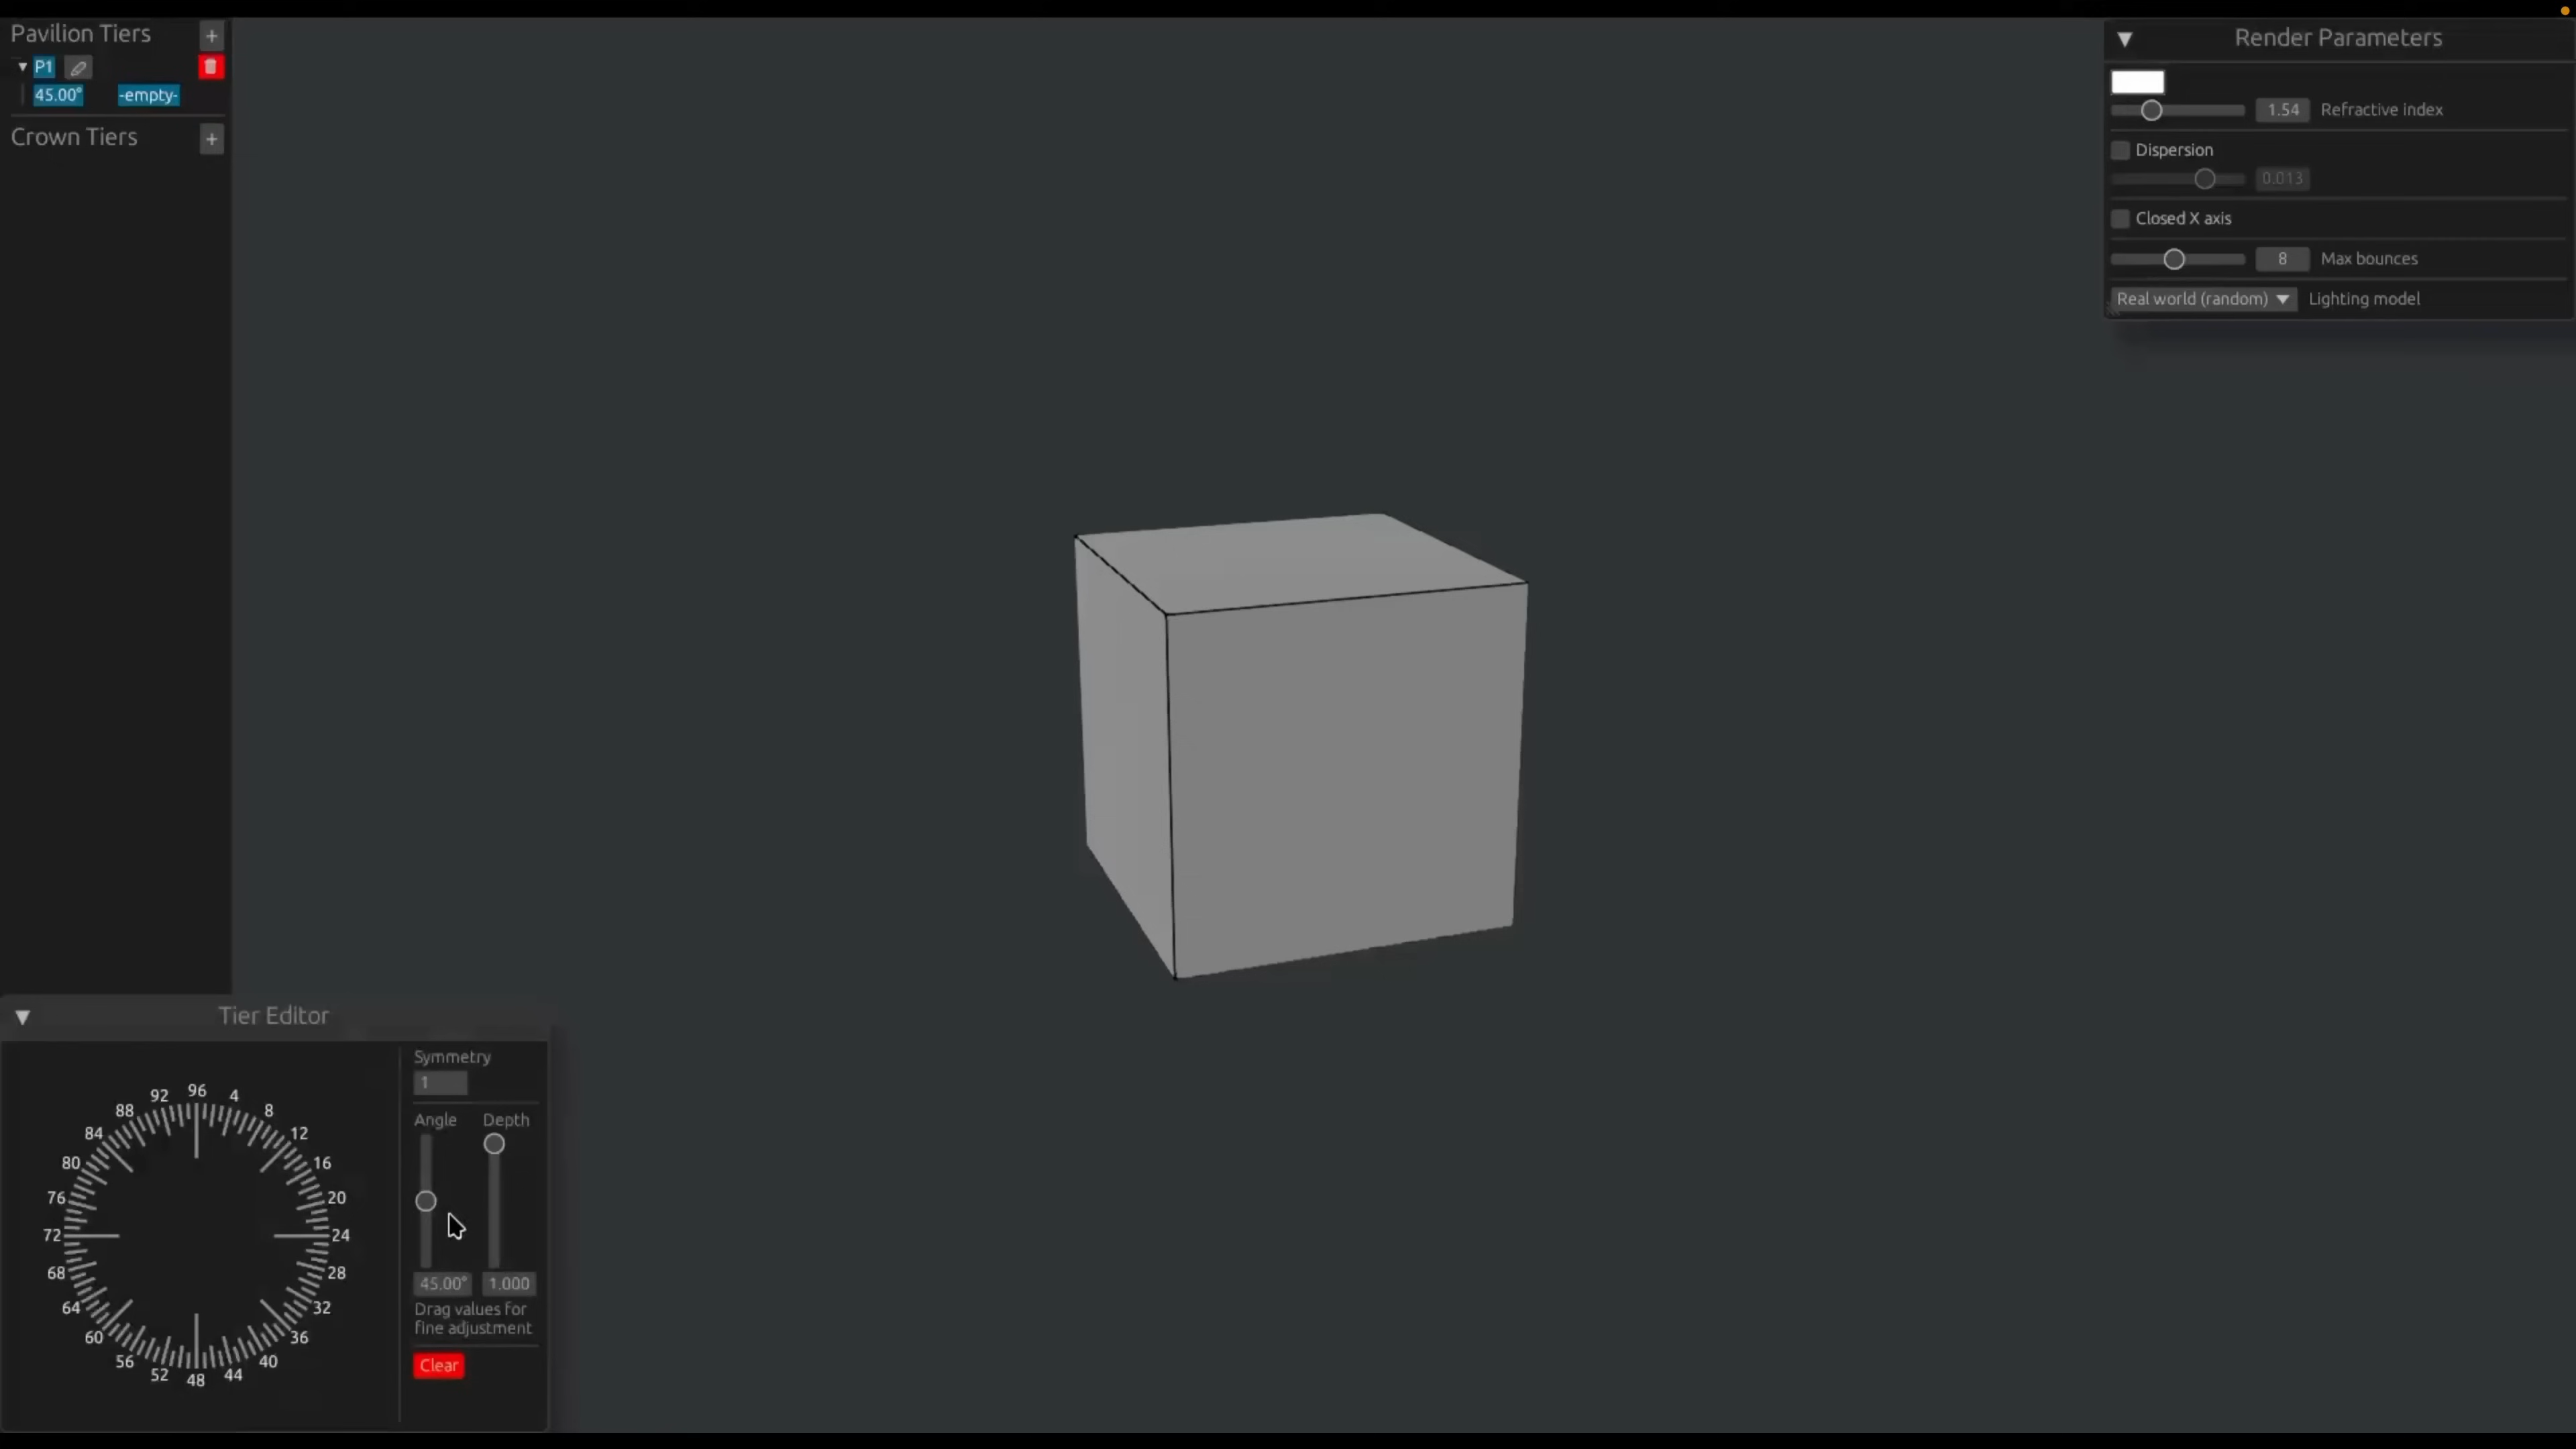 Pavilion Tiers +
P1
45.00° -empty-
Crown Tiers +
Render Parameters
1.54 Refractive index
Dispersion
0.013
Closed X axis
8 Max bounces
Real world (random) Lighting model
Tier Editor
Symmetry
1
Angle Depth
45.00° 1.000
Drag values for
fine adjustment
Clear
96
4
8
12
16
20
24
28
32
36
40
44
48
52
56
60
64
68
72
76
80
84
88
92